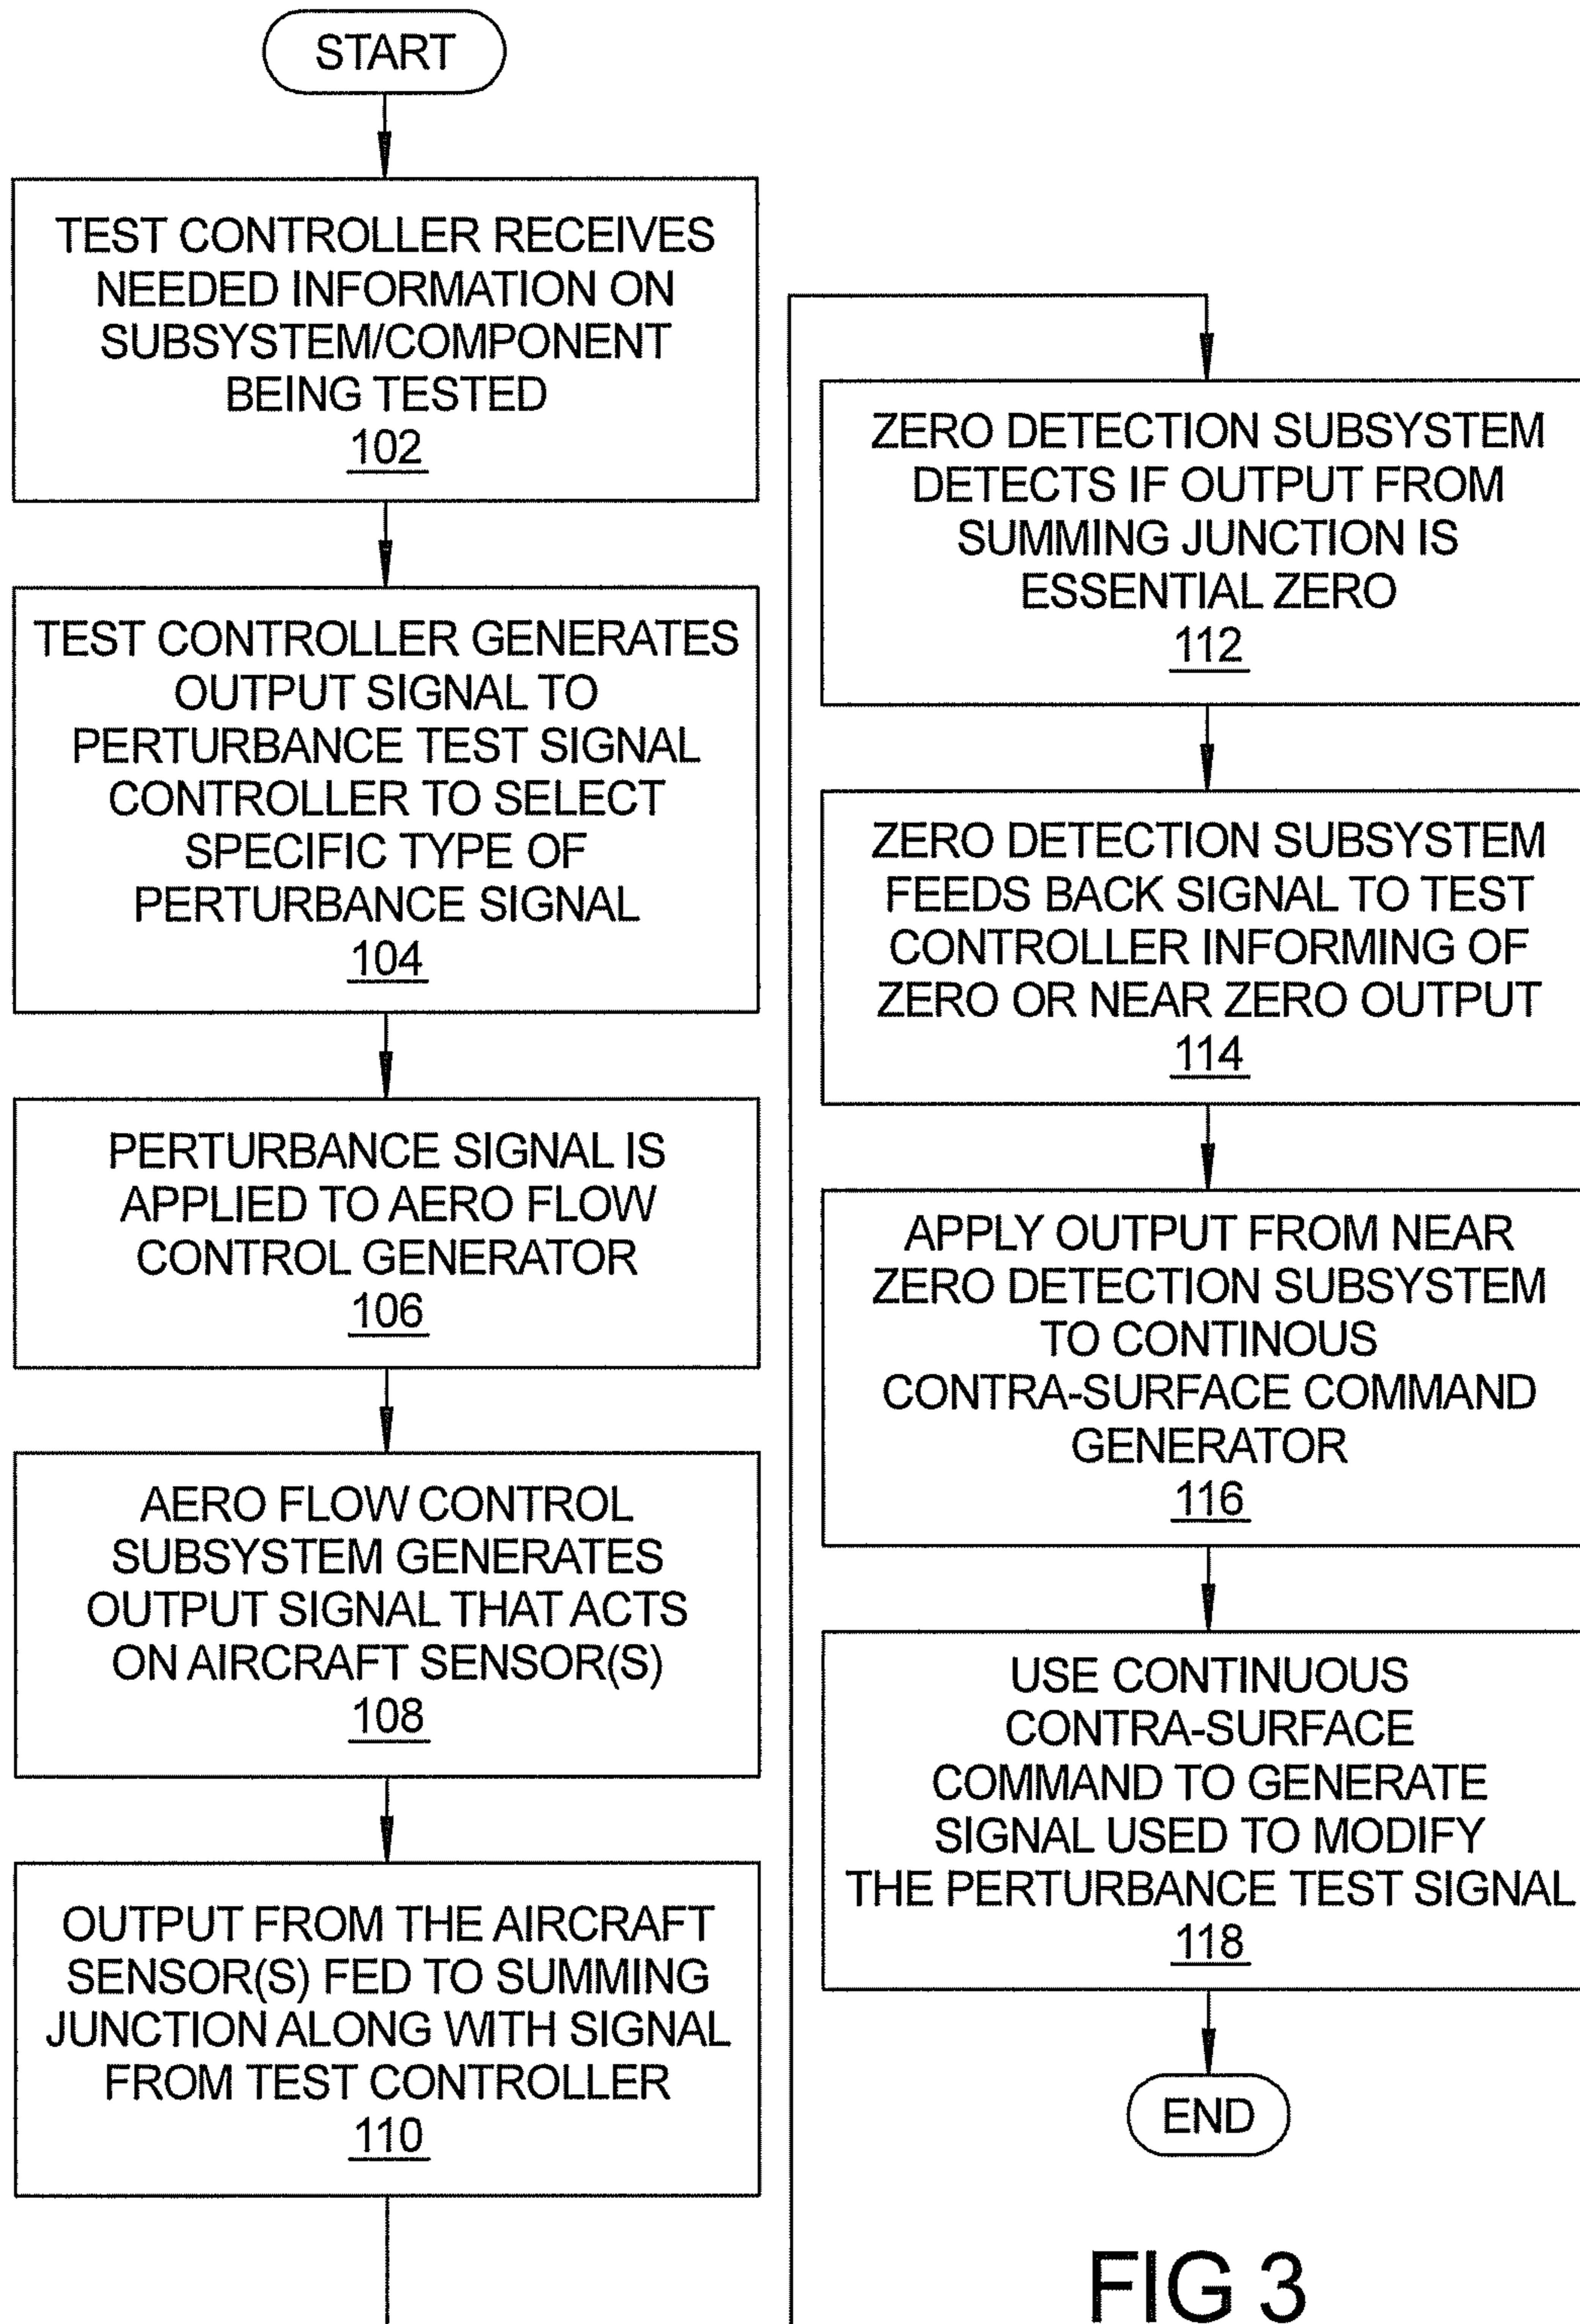 START
TEST CONTROLLER RECEIVES
NEEDED INFORMATION ON
SUBSYSTEM/COMPONENT
BEING TESTED
102
TEST CONTROLLER GENERATES
OUTPUT SIGNAL TO
PERTURBANCE TEST SIGNAL
CONTROLLER TO SELECT
SPECIFIC TYPE OF
PERTURBANCE SIGNAL
104
PERTURBANCE SIGNAL IS
APPLIED TO AERO FLOW
CONTROL GENERATOR
106
AERO FLOW CONTROL
SUBSYSTEM GENERATES
OUTPUT SIGNAL THAT ACTS
ON AIRCRAFT SENSOR(S)
108
OUTPUT FROM THE AIRCRAFT
SENSOR(S) FED TO SUMMING
JUNCTION ALONG WITH SIGNAL
FROM TEST CONTROLLER
110
ZERO DETECTION SUBSYSTEM
DETECTS IF OUTPUT FROM
SUMMING JUNCTION IS
ESSENTIAL ZERO
112
ZERO DETECTION SUBSYSTEM
FEEDS BACK SIGNAL TO TEST
CONTROLLER INFORMING OF
ZERO OR NEAR ZERO OUTPUT
114
APPLY OUTPUT FROM NEAR
ZERO DETECTION SUBSYSTEM
TO CONTINOUS
CONTRA-SURFACE COMMAND
GENERATOR
116
USE CONTINUOUS
CONTRA-SURFACE
COMMAND TO GENERATE
SIGNAL USED TO MODIFY
THE PERTURBANCE TEST SIGNAL
118
END
FIG 3